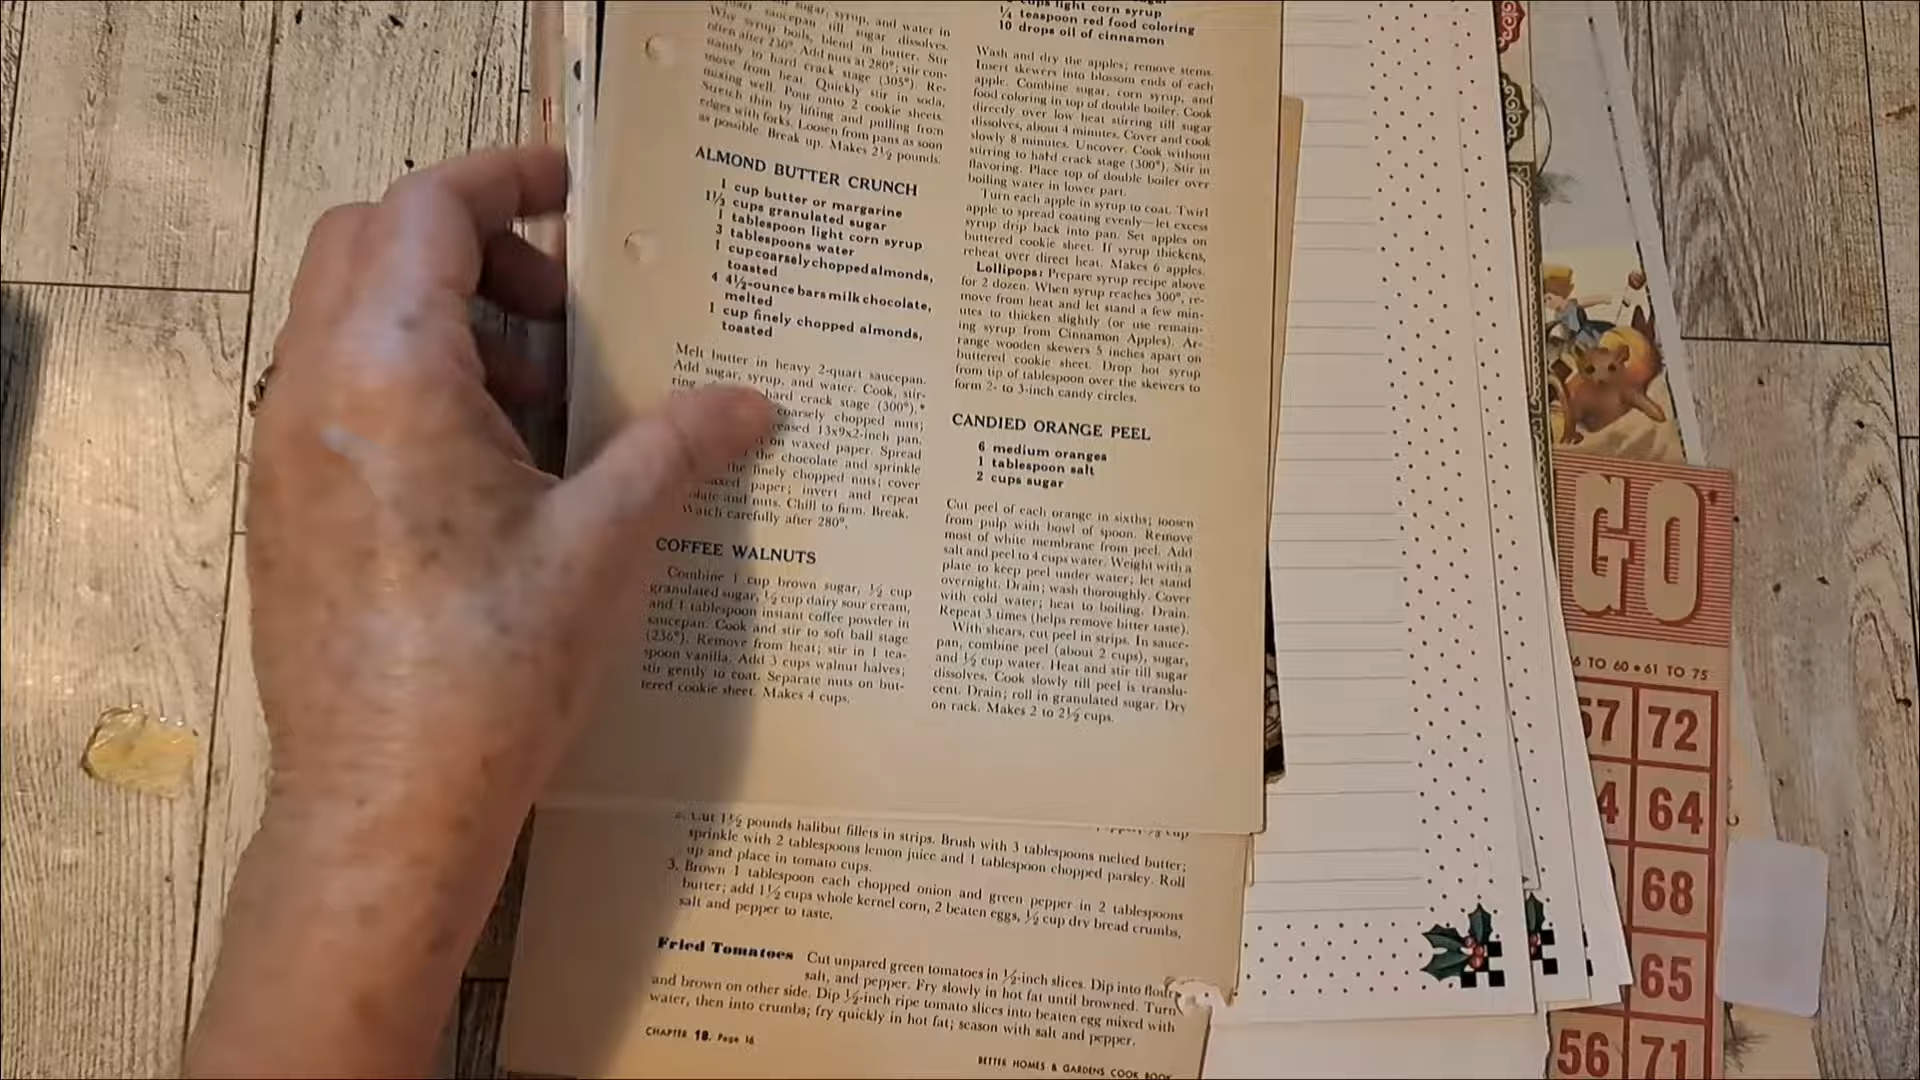 sugar, syrup, and water in
saucepan till sugar dissolves.
syrup boils, blend in butter. Stir
often after 230°. Add nuts at 280°; stir con-
stantly to hard crack stage (305°). Re-
move from heat. Quickly stir in soda,
mixing well. Pour onto 2 cookie sheets.
Stretch thin by lifting and pulling from
edges with forks. Loosen from pans as soon
as possible. Break up. Makes 2½ pounds.
ALMOND BUTTER CRUNCH
1 cup butter or margarine
1⅓ cups granulated sugar
1 tablespoon light corn syrup
3 tablespoons water
1 cup coarsely chopped almonds,
toasted
4 4½-ounce bars milk chocolate,
melted
1 cup finely chopped almonds,
toasted
Melt butter in heavy 2-quart saucepan.
Add sugar, syrup, and water. Cook, stir-
ring hard crack stage (300°).*
coarsely chopped nuts;
13x9x2-inch pan.
on waxed paper. Spread
the chocolate and sprinkle
the finely chopped nuts; cover
paper; invert and repeat
and nuts. Chill to firm. Break.
Watch carefully after 280°.
COFFEE WALNUTS
Combine 1 cup brown sugar, ½ cup
granulated sugar, ½ cup dairy sour cream,
and 1 tablespoon instant coffee powder in
saucepan. Cook and stir to soft ball stage
(236°). Remove from heat; stir in 1 tea-
spoon vanilla. Add 3 cups walnut halves;
stir gently to coat. Separate nuts on but-
tered cookie sheet. Makes 4 cups.
cups light corn syrup
¼ teaspoon red food coloring
10 drops oil of cinnamon
Wash and dry the apples; remove stems.
Insert skewers into blossom ends of each
apple. Combine sugar, corn syrup, and
food coloring in top of double boiler. Cook
directly over low heat stirring till sugar
dissolves, about 4 minutes. Cover and cook
slowly 8 minutes. Uncover. Cook without
stirring to hard crack stage (300°). Stir in
flavoring. Place top of double boiler over
boiling water in lower part.
Turn each apple in syrup to coat. Twirl
apple to spread coating evenly—let excess
syrup drip back into pan. Set apples on
buttered cookie sheet. If syrup thickens,
reheat over direct heat. Makes 6 apples.
Lollipops: Prepare syrup recipe above
for 2 dozen. When syrup reaches 300°, re-
move from heat and let stand a few min-
utes to thicken slightly (or use remain-
ing syrup from Cinnamon Apples). Ar-
range wooden skewers 5 inches apart on
buttered cookie sheet. Drop hot syrup
from tip of tablespoon over the skewers to
form 2- to 3-inch candy circles.
CANDIED ORANGE PEEL
6 medium oranges
1 tablespoon salt
2 cups sugar
Cut peel of each orange in sixths; loosen
from pulp with bowl of spoon. Remove
most of white membrane from peel. Add
salt and peel to 4 cups water. Weight with a
plate to keep peel under water; let stand
overnight. Drain; wash thoroughly. Cover
with cold water; heat to boiling. Drain.
Repeat 3 times (helps remove bitter taste).
With shears, cut peel in strips. In sauce-
pan, combine peel (about 2 cups), sugar,
and ½ cup water. Heat and stir till sugar
dissolves. Cook slowly till peel is translu-
cent. Drain; roll in granulated sugar. Dry
on rack. Makes 2 to 2½ cups.
2. Cut 1½ pounds halibut fillets in strips. Brush with 3 tablespoons melted butter;
sprinkle with 2 tablespoons lemon juice and 1 tablespoon chopped parsley. Roll
up and place in tomato cups.
3. Brown 1 tablespoon each chopped onion and green pepper in 2 tablespoons
butter; add 1½ cups whole kernel corn, 2 beaten eggs, ½ cup dry bread crumbs,
salt and pepper to taste.
Fried Tomatoes Cut unpared green tomatoes in ½-inch slices. Dip into flour,
salt, and pepper. Fry slowly in hot fat until browned. Turn
and brown on other side. Dip ½-inch ripe tomato slices into beaten egg mixed with
water, then into crumbs; fry quickly in hot fat; season with salt and pepper.
CHAPTER 18, Page 16
BETTER HOMES & GARDENS COOK BOOK
GO
6 TO 60 • 61 TO 75
57 72
4 64
68
65
56 71